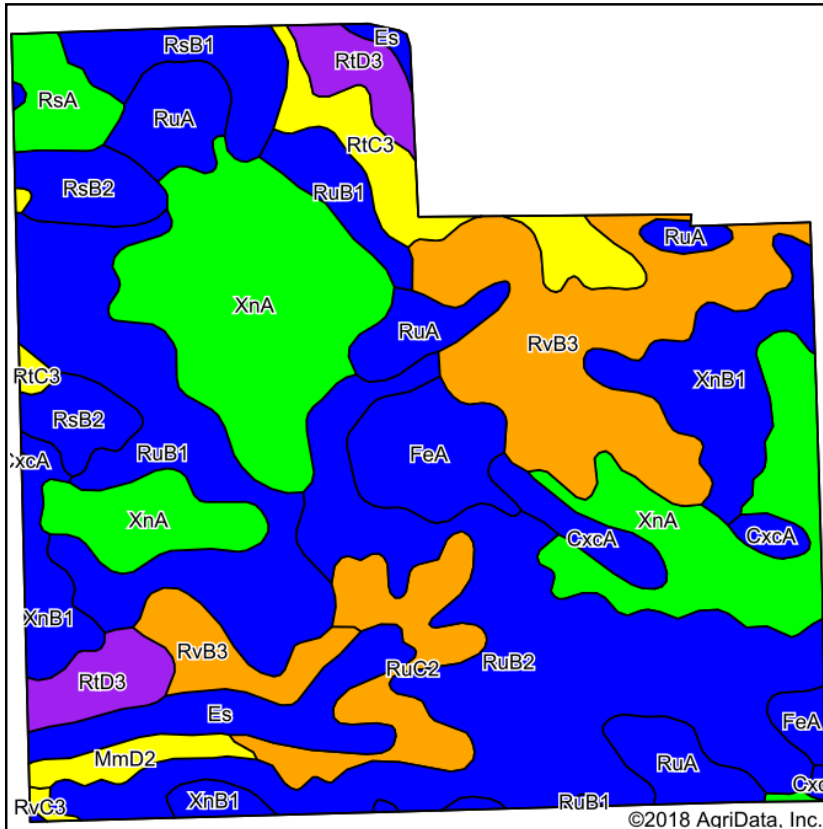 Es
RsB1
RtD3
RsA
RuA
RtC3
RsB2
RuB1
RuA
XnA
RuA
RvB3
RtC3
XnB1
RsB2
RuB1
FeA
CxcA
XnA
XnA
CxcA
CxcA
XnB1
RvB3
RuB2
RuC2
RtD3
Es
FeA
MmD2
RuA
Cxc
XnB1
RuB1
RvC3
©2018 AgriData, Inc.